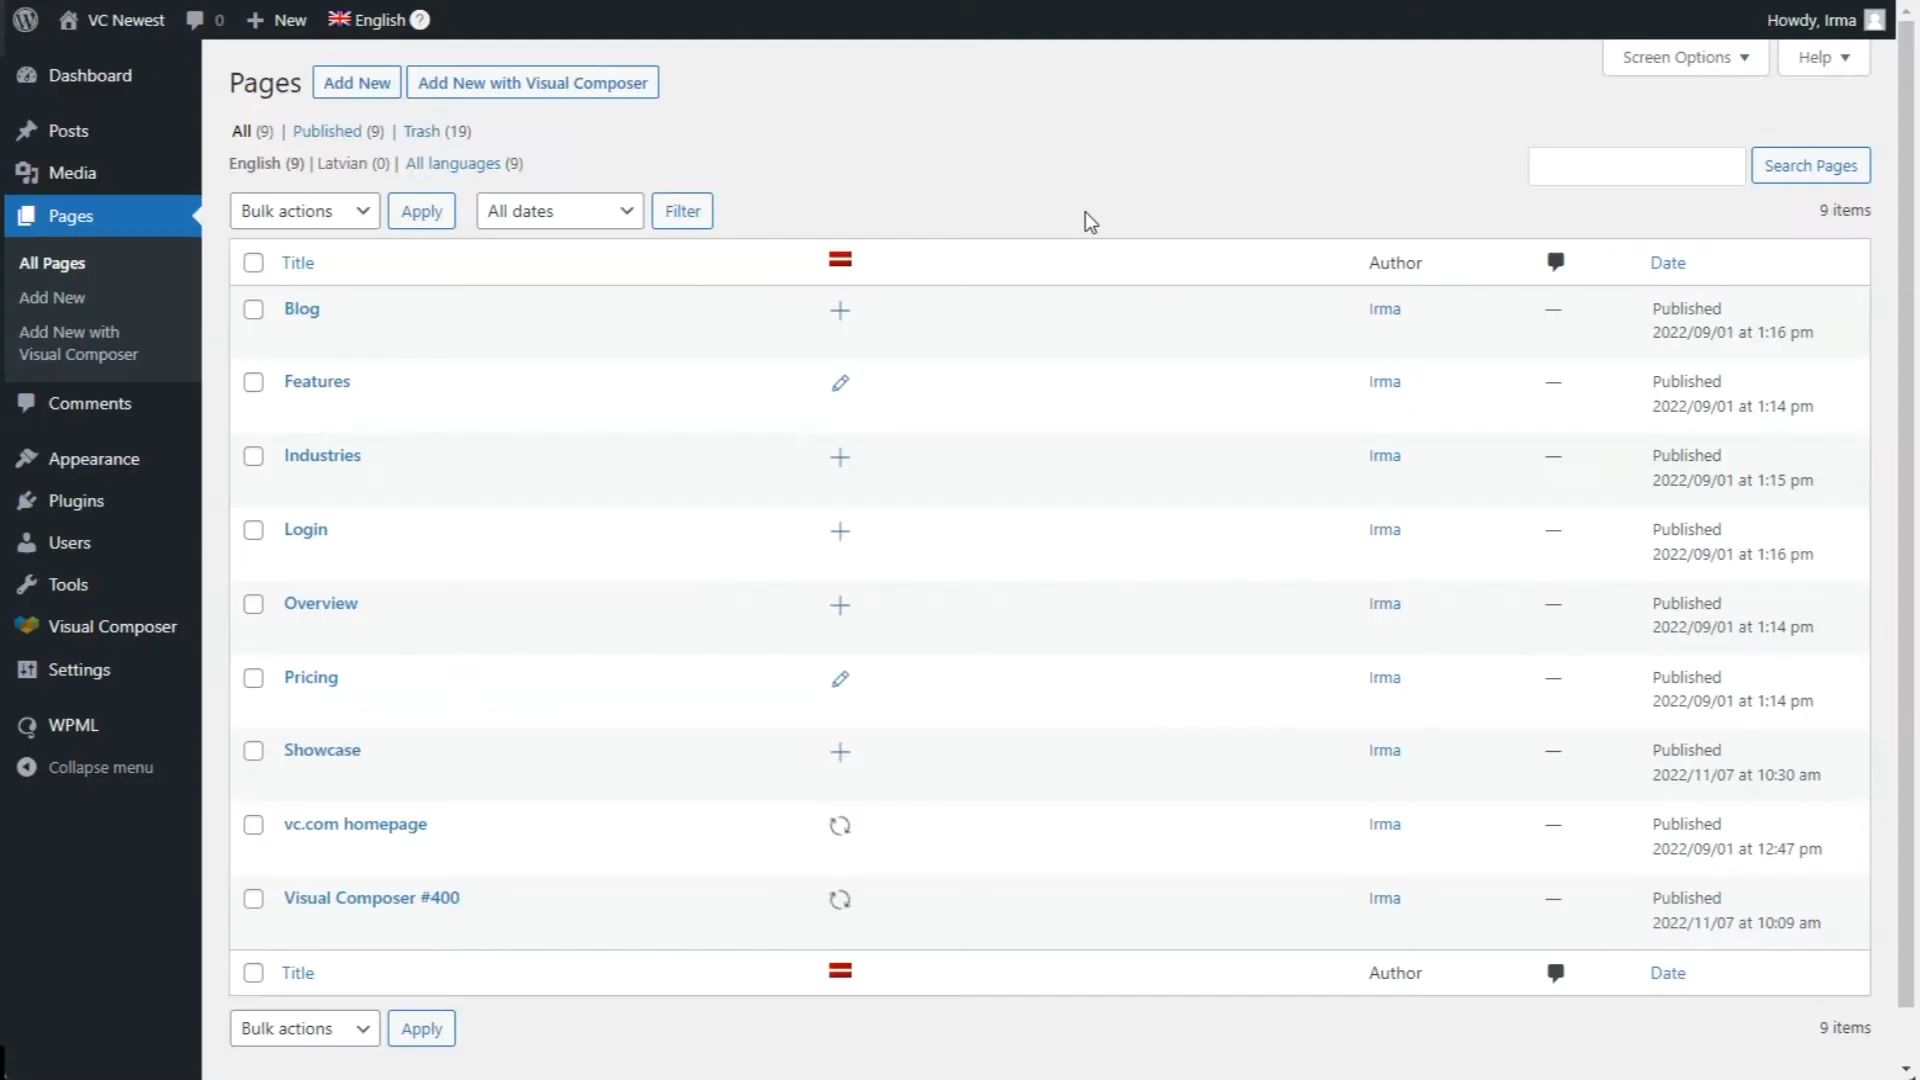 VC Newest
0
New
English
?
Howdy, Irma
Dashboard
Posts
Media
Pages
All Pages
Add New
Add New with
Visual Composer
Comments
Appearance
Plugins
Users
Tools
Visual Composer
Settings
WPML
Collapse menu
Screen Options
Help
Pages
Add New
Add New with Visual Composer
All (9) | Published (9) | Trash (19)
English (9) | Latvian (0) | All languages (9)
Search Pages
Bulk actions
Apply
All dates
Filter
9 items
Title
Author
Date
Blog
Irma
—
Published
2022/09/01 at 1:16 pm
Features
Irma
—
Published
2022/09/01 at 1:14 pm
Industries
Irma
—
Published
2022/09/01 at 1:15 pm
Login
Irma
—
Published
2022/09/01 at 1:16 pm
Overview
Irma
—
Published
2022/09/01 at 1:14 pm
Pricing
Irma
—
Published
2022/09/01 at 1:14 pm
Showcase
Irma
—
Published
2022/11/07 at 10:30 am
vc.com homepage
Irma
—
Published
2022/09/01 at 12:47 pm
Visual Composer #400
Irma
—
Published
2022/11/07 at 10:09 am
Title
Author
Date
Bulk actions
Apply
9 items